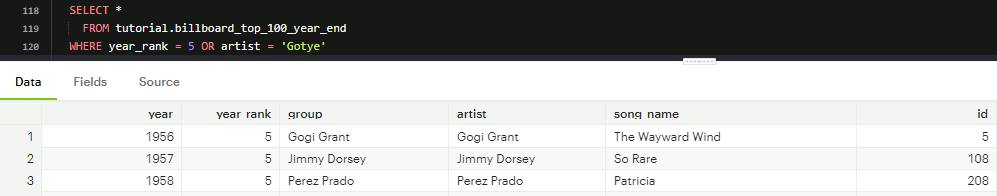 118 SELECT *
119 FROM tutorial.billboard_top_100_year_end
120 WHERE year_rank = 5 OR artist = 'Gotye'
Data Fields Source
year year rank group artist song name id
1 1956 5 Gogi Grant Gogi Grant The Wayward Wind 5
2 1957 5 Jimmy Dorsey Jimmy Dorsey So Rare 108
3 1958 5 Perez Prado Perez Prado Patricia 208